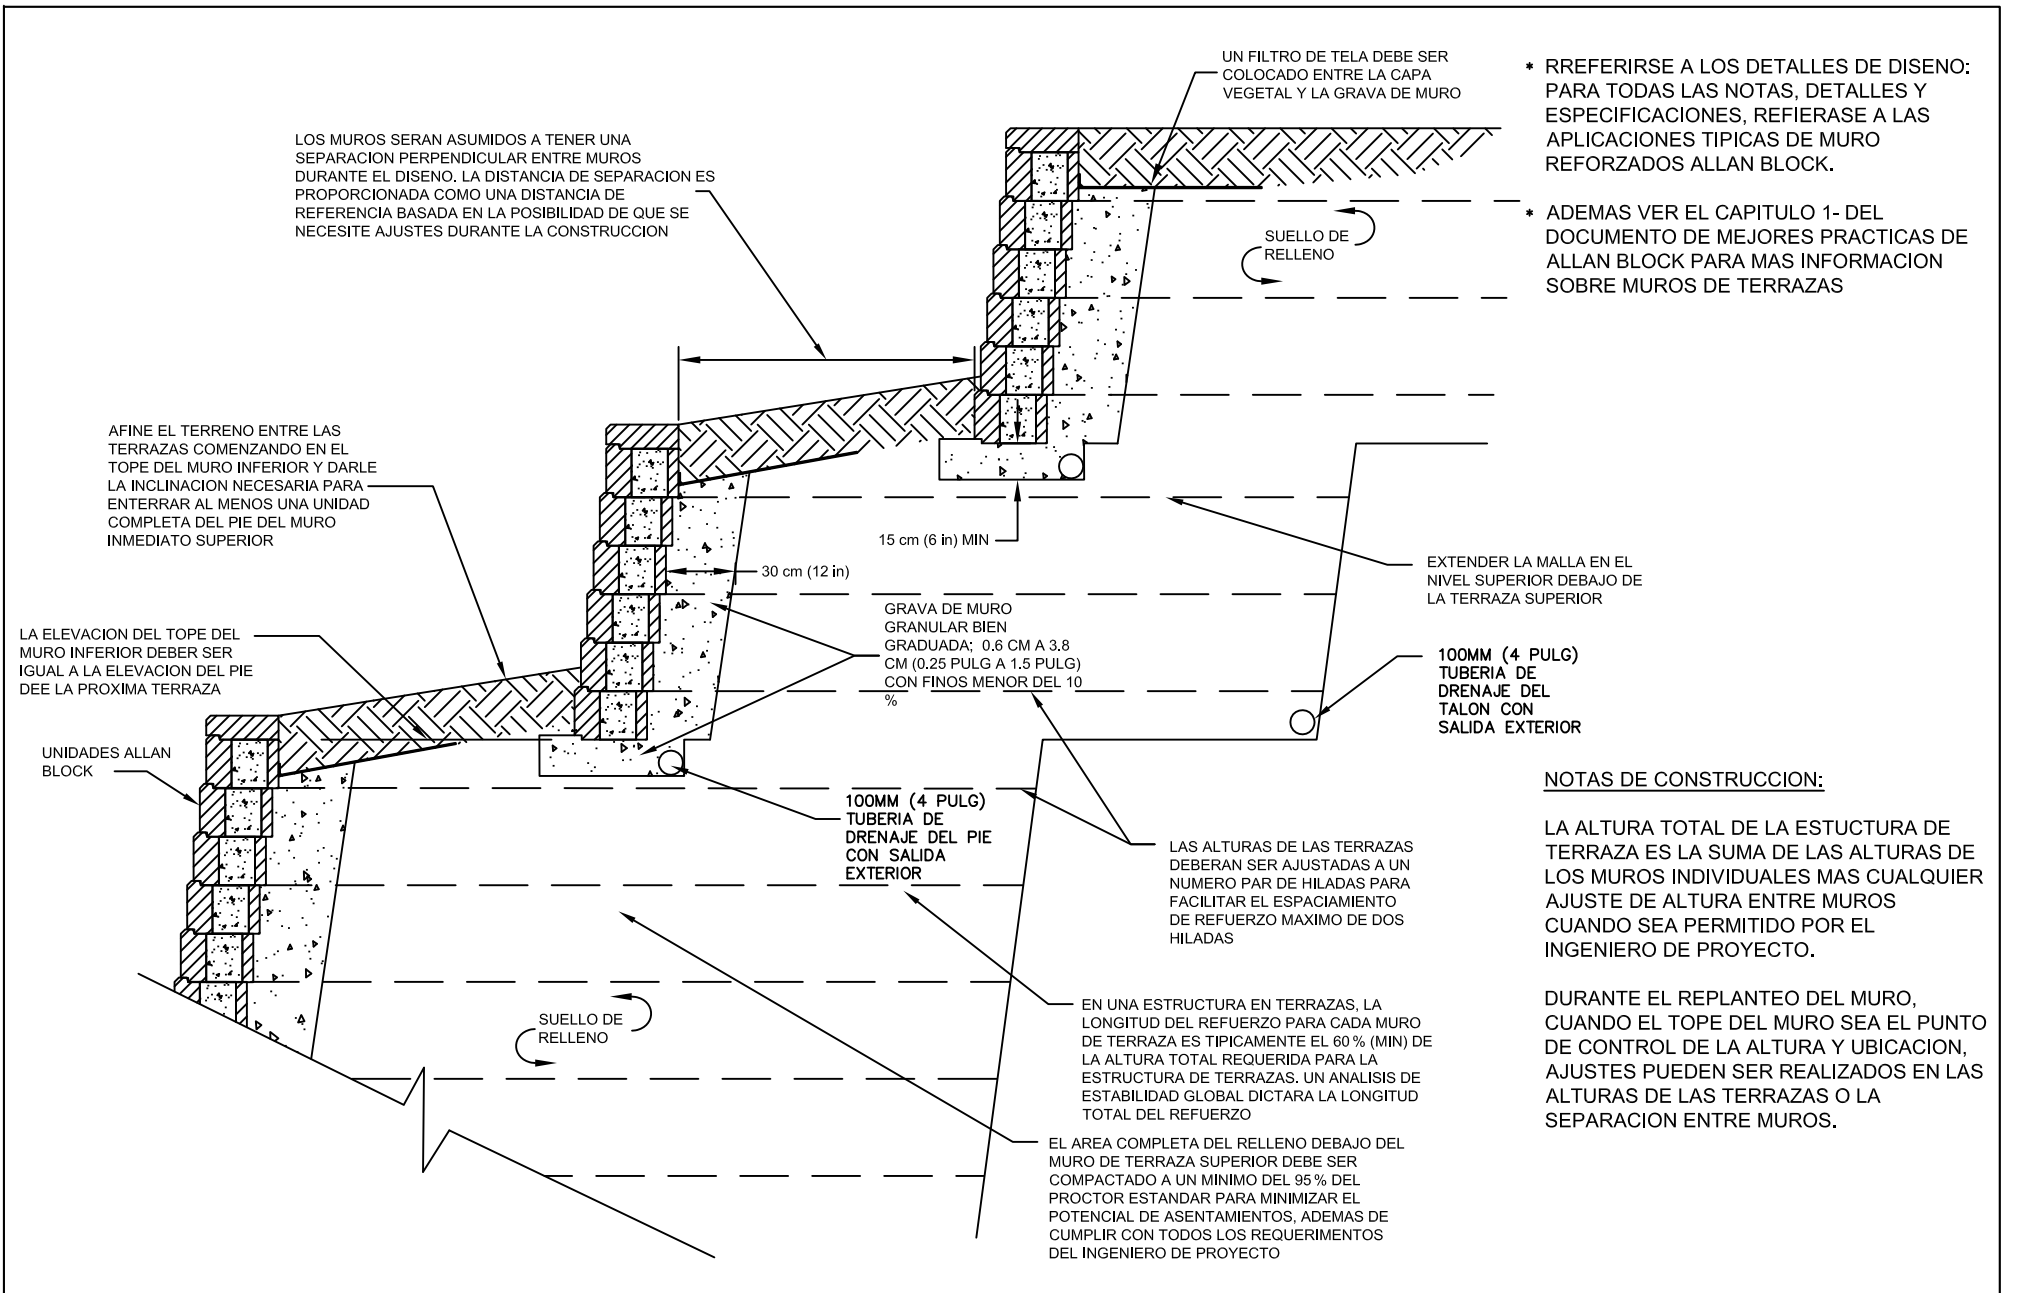 UN FILTRO DE TELA DEBE SER
COLOCADO ENTRE LA CAPA
VEGETAL Y LA GRAVA DE MURO
* RREFERIRSE A LOS DETALLES DE DISENO:
PARA TODAS LAS NOTAS, DETALLES Y
ESPECIFICACIONES, REFIERASE A LAS
APLICACIONES TIPICAS DE MURO
REFORZADOS ALLAN BLOCK.
* ADEMAS VER EL CAPITULO 1- DEL
DOCUMENTO DE MEJORES PRACTICAS DE
ALLAN BLOCK PARA MAS INFORMACION
SOBRE MUROS DE TERRAZAS
LOS MUROS SERAN ASUMIDOS A TENER UNA
SEPARACION PERPENDICULAR ENTRE MUROS
DURANTE EL DISENO. LA DISTANCIA DE SEPARACION ES
PROPORCIONADA COMO UNA DISTANCIA DE
REFERENCIA BASADA EN LA POSIBILIDAD DE QUE SE
NECESITE AJUSTES DURANTE LA CONSTRUCCION
SUELLO DE
RELLENO
AFINE EL TERRENO ENTRE LAS
TERRAZAS COMENZANDO EN EL
TOPE DEL MURO INFERIOR Y DARLE
LA INCLINACION NECESARIA PARA
ENTERRAR AL MENOS UNA UNIDAD
COMPLETA DEL PIE DEL MURO
INMEDIATO SUPERIOR
15 cm (6 in) MIN
30 cm (12 in)
EXTENDER LA MALLA EN EL
NIVEL SUPERIOR DEBAJO DE
LA TERRAZA SUPERIOR
GRAVA DE MURO
GRANULAR BIEN
GRADUADA; 0.6 CM A 3.8
CM (0.25 PULG A 1.5 PULG)
CON FINOS MENOR DEL 10
%
LA ELEVACION DEL TOPE DEL
MURO INFERIOR DEBER SER
IGUAL A LA ELEVACION DEL PIE
DEE LA PROXIMA TERRAZA
100MM (4 PULG)
TUBERIA DE
DRENAJE DEL
TALON CON
SALIDA EXTERIOR
UNIDADES ALLAN
BLOCK
100MM (4 PULG)
TUBERIA DE
DRENAJE DEL PIE
CON SALIDA
EXTERIOR
LAS ALTURAS DE LAS TERRAZAS
DEBERAN SER AJUSTADAS A UN
NUMERO PAR DE HILADAS PARA
FACILITAR EL ESPACIAMIENTO
DE REFUERZO MAXIMO DE DOS
HILADAS
NOTAS DE CONSTRUCCION:
LA ALTURA TOTAL DE LA ESTUCTURA DE
TERRAZA ES LA SUMA DE LAS ALTURAS DE
LOS MUROS INDIVIDUALES MAS CUALQUIER
AJUSTE DE ALTURA ENTRE MUROS
CUANDO SEA PERMITIDO POR EL
INGENIERO DE PROYECTO.
DURANTE EL REPLANTEO DEL MURO,
CUANDO EL TOPE DEL MURO SEA EL PUNTO
DE CONTROL DE LA ALTURA Y UBICACION,
AJUSTES PUEDEN SER REALIZADOS EN LAS
ALTURAS DE LAS TERRAZAS O LA
SEPARACION ENTRE MUROS.
SUELLO DE
RELLENO
EN UNA ESTRUCTURA EN TERRAZAS, LA
LONGITUD DEL REFUERZO PARA CADA MURO
DE TERRAZA ES TIPICAMENTE EL 60% (MIN) DE
LA ALTURA TOTAL REQUERIDA PARA LA
ESTRUCTURA DE TERRAZAS. UN ANALISIS DE
ESTABILIDAD GLOBAL DICTARA LA LONGITUD
TOTAL DEL REFUERZO
EL AREA COMPLETA DEL RELLENO DEBAJO DEL
MURO DE TERRAZA SUPERIOR DEBE SER
COMPACTADO A UN MINIMO DEL 95% DEL
PROCTOR ESTANDAR PARA MINIMIZAR EL
POTENCIAL DE ASENTAMIENTOS, ADEMAS DE
CUMPLIR CON TODOS LOS REQUERIMENTOS
DEL INGENIERO DE PROYECTO